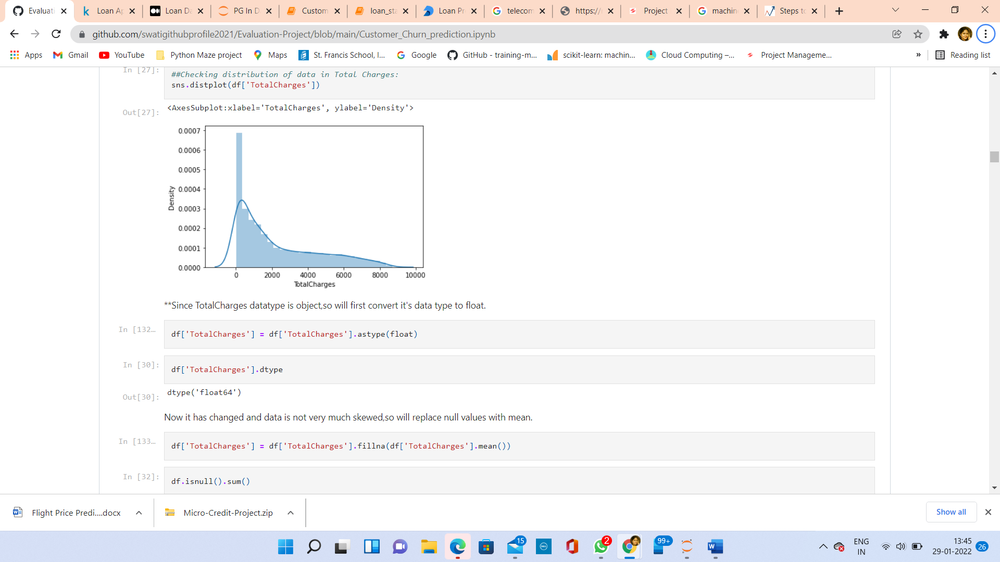 Evaluati
Loan Ap
Loan Da
PG In D
Custom
loan_sta
Loan Pr
telecom
https://
Project
machin
Steps to
github.com/swatigithubprofile2021/Evaluation-Project/blob/main/Customer_Churn_prediction.ipynb
Apps
Gmail
YouTube
Python Maze project
Maps
St. Francis School, I...
Google
GitHub - training-m...
scikit-learn: machin...
Cloud Computing –...
Project Manageme...
»
Reading list
In [27]:
##Checking distribution of data in Total Charges:
sns.distplot(df['TotalCharges'])
Out[27]:
<AxesSubplot:xlabel='TotalCharges', ylabel='Density'>
0.0007
0.0006
0.0005
0.0004
0.0003
0.0002
0.0001
0.0000
Density
0 2000 4000 6000 8000 10000
TotalCharges
**Since TotalCharges datatype is object,so will first convert it's data type to float.
In [132…
df['TotalCharges'] = df['TotalCharges'].astype(float)
In [30]:
df['TotalCharges'].dtype
Out[30]:
dtype('float64')
Now it has changed and data is not very much skewed,so will replace null values with mean.
In [133…
df['TotalCharges'] = df['TotalCharges'].fillna(df['TotalCharges'].mean())
In [32]:
df.isnull().sum()
Flight Price Predi....docx
Micro-Credit-Project.zip
Show all
15
DELL
2
99+
ENG
IN
13:45
29-01-2022
26